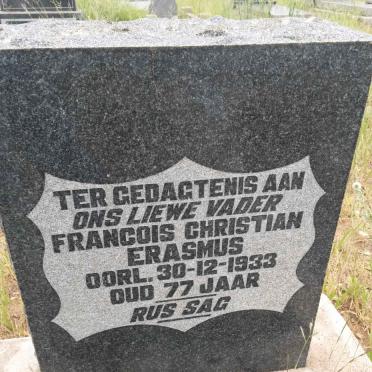 TER GEDAGTENIS AAN
ONS LIEWE VADER
FRANCOIS CHRISTIAN
ERASMUS
OORL. 30-12-1933
OUD 77 JAAR
RUS SAG